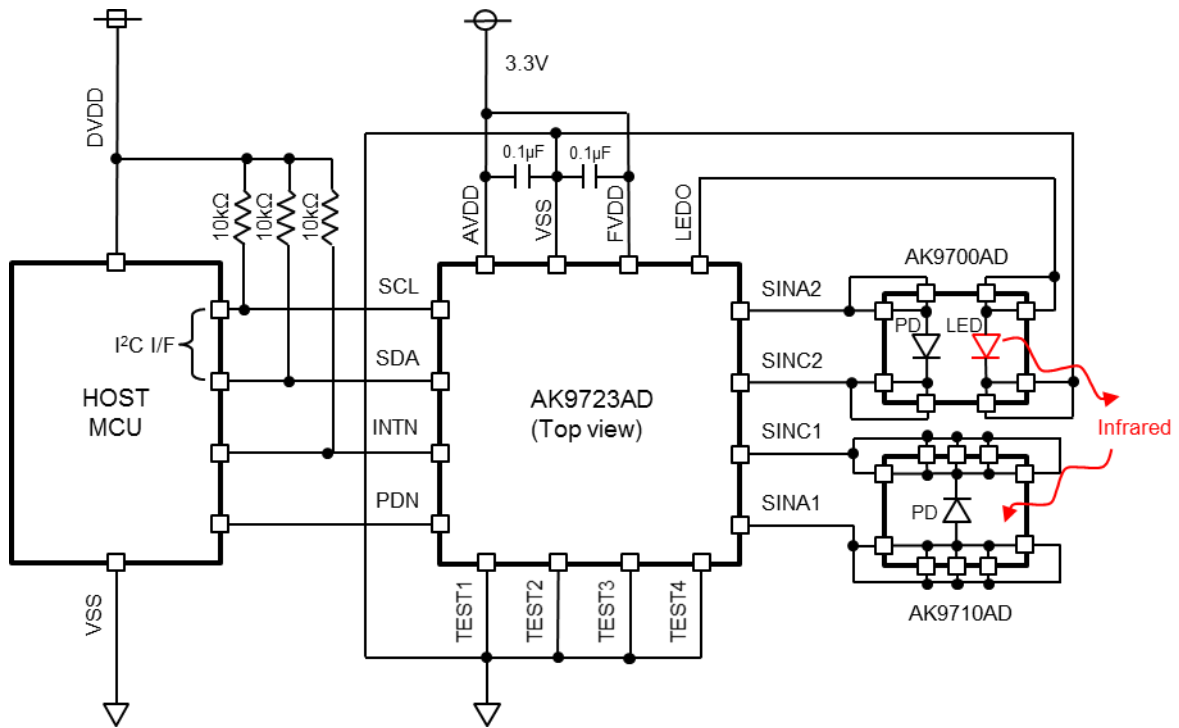 3.3V
DVDD
0.1µF
0.1µF
10kΩ
10kΩ
10kΩ
AVDD
VSS
FVDD
LEDO
AK9700AD
SCL
SINA2
PD
LED
I²C I/F
SDA
SINC2
HOST
MCU
AK9723AD
(Top view)
INTN
SINC1
Infrared
PDN
SINA1
PD
VSS
TEST1
TEST2
TEST3
TEST4
AK9710AD